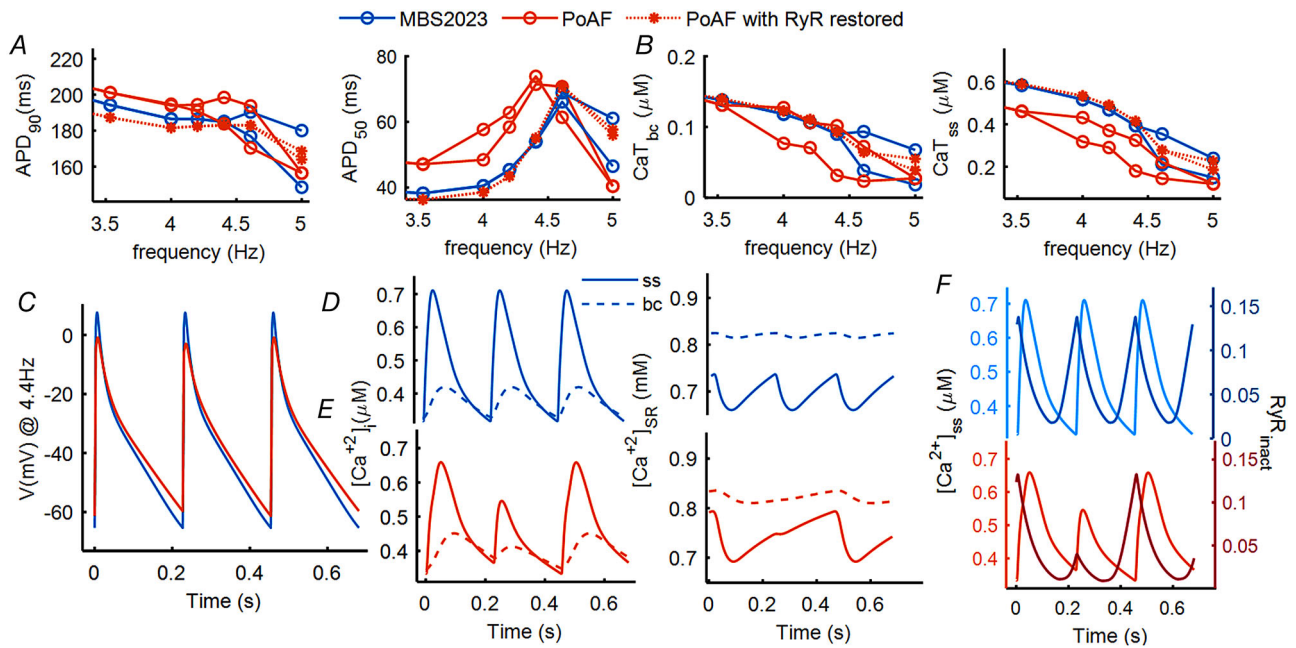 MBS2023 PoAF PoAF with RyR restored
A
B
APD90(ms)
220
200
180
160
3.5 4 4.5 5
frequency (Hz)
APD50 (ms)
80
60
40
3.5 4 4.5 5
frequency (Hz)
CaTbc (μM)
0.2
0.1
0
3.5 4 4.5 5
frequency (Hz)
CaTss (μM)
0.6
0.4
0.2
3.5 4 4.5 5
frequency (Hz)
C
V(mV) @ 4.4Hz
0
-20
-40
-60
0 0.2 0.4 0.6
Time (s)
D
ss
bc
E
[Ca+2]i(μM)
0.7
0.6
0.5
0.4
0.7
0.6
0.5
0.4
0 0.2 0.4 0.6
Time (s)
[Ca+2]SR (mM)
0.9
0.8
0.7
0.9
0.8
0.7
0 0.2 0.4 0.6
Time (s)
F
[Ca2+]ss (μM)
0.7
0.6
0.5
0.4
0.3
0.15
0.1
0.05
0
RyRinact
0.7
0.6
0.5
0.4
0.15
0.1
0.05
0 0.2 0.4 0.6
Time (s)